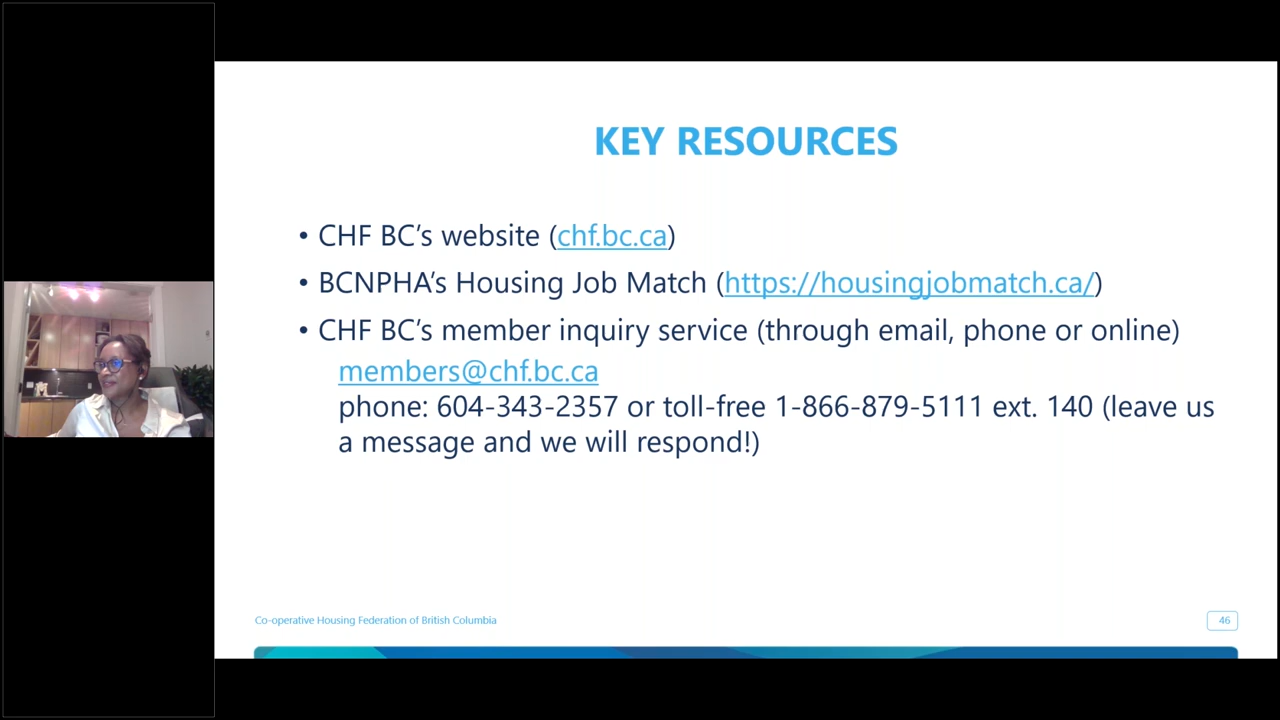 KEY RESOURCES
• CHF BC’s website (chf.bc.ca)
• BCNPHA’s Housing Job Match (https://housingjobmatch.ca/)
• CHF BC’s member inquiry service (through email, phone or online)
members@chf.bc.ca
phone: 604-343-2357 or toll-free 1-866-879-5111 ext. 140 (leave us
a message and we will respond!)
Co-operative Housing Federation of British Columbia
46